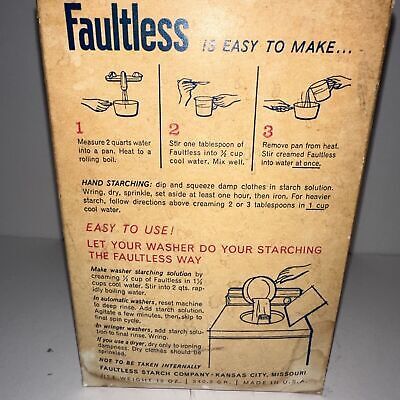 Faultless IS EASY TO MAKE...
1
Measure 2 quarts water
into a pan. Heat to a
rolling boil.
2
Stir one tablespoon of
Faultless into ½ cup
cool water. Mix well.
3
Remove pan from heat.
Stir creamed Faultless
into water at once.
HAND STARCHING: dip and squeeze damp clothes in starch solution.
Wring, dry, sprinkle, set aside at least one hour, then iron. For heavier
starch, follow directions above creaming 2 or 3 tablespoons in 1 cup
cool water.
EASY TO USE!
LET YOUR WASHER DO YOUR STARCHING
THE FAULTLESS WAY
Make washer starching solution by
creaming ½ cup of Faultless in 1½
cups cool water. Stir into 2 qts. rap-
idly boiling water.
In automatic washers, reset machine
to deep rinse. Add starch solution.
Agitate a few minutes, then skip to
final spin cycle.
In wringer washers, add starch solu-
tion to final rinse. Wring.
If you use a dryer, dry only to ironing
dampness. Dry clothes should be
sprinkled.
NOT TO BE TAKEN INTERNALLY
FAULTLESS STARCH COMPANY • KANSAS CITY, MISSOURI
NET WEIGHT 12 OZ. 340.2 GR. MADE IN U.S.A.